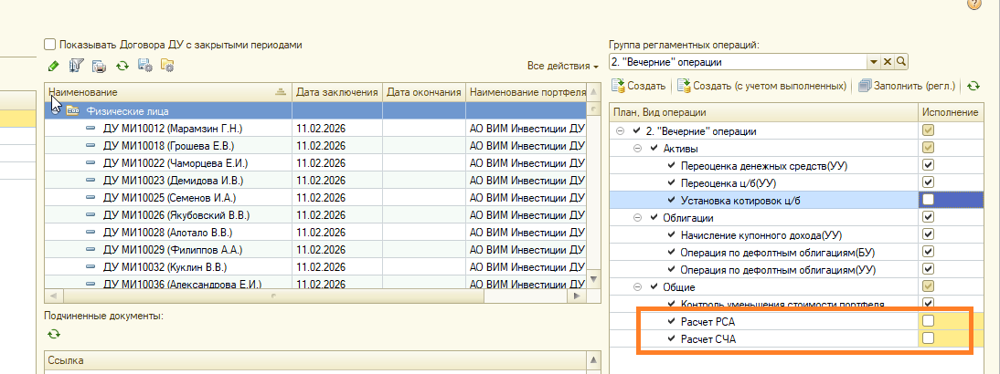 ?
Показывать Договора ДУ с закрытыми периодами
Все действия
Наименование Дата заключения Дата окончания Наименование портфеля
Физические лица
ДУ МИ10012 (Марамзин Г.Н.) 11.02.2026 АО ВИМ Инвестиции ДУ
ДУ МИ10018 (Грошева Е.В.) 11.02.2026 АО ВИМ Инвестиции ДУ
ДУ МИ10022 (Чаморцева Е.И.) 11.02.2026 АО ВИМ Инвестиции ДУ
ДУ МИ10023 (Демидова И.В.) 11.02.2026 АО ВИМ Инвестиции ДУ
ДУ МИ10025 (Семенов И.А.) 11.02.2026 АО ВИМ Инвестиции ДУ
ДУ МИ10026 (Якубовский В.В.) 11.02.2026 АО ВИМ Инвестиции ДУ
ДУ МИ10028 (Апотало В.В.) 11.02.2026 АО ВИМ Инвестиции ДУ
ДУ МИ10029 (Филиппов А.А.) 11.02.2026 АО ВИМ Инвестиции ДУ
ДУ МИ10032 (Куклин В.В.) 11.02.2026 АО ВИМ Инвестиции ДУ
ДУ МИ10036 (Александрова Е.И.) 11.02.2026 АО ВИМ Инвестиции ДУ
Подчиненные документы:
Ссылка
Группа регламентных операций:
2. "Вечерние" операции
Создать Создать (с учетом выполненных) Заполнить (регл.)
План, Вид операции Исполнение
2. "Вечерние" операции
Активы
Переоценка денежных средств(УУ)
Переоценка ц/б(УУ)
Установка котировок ц/б
Облигации
Начисление купонного дохода(УУ)
Операция по дефолтным облигациям(БУ)
Операция по дефолтным облигациям(УУ)
Общие
Контроль уменьшения стоимости портфеля
Расчет РСА
Расчет СЧА